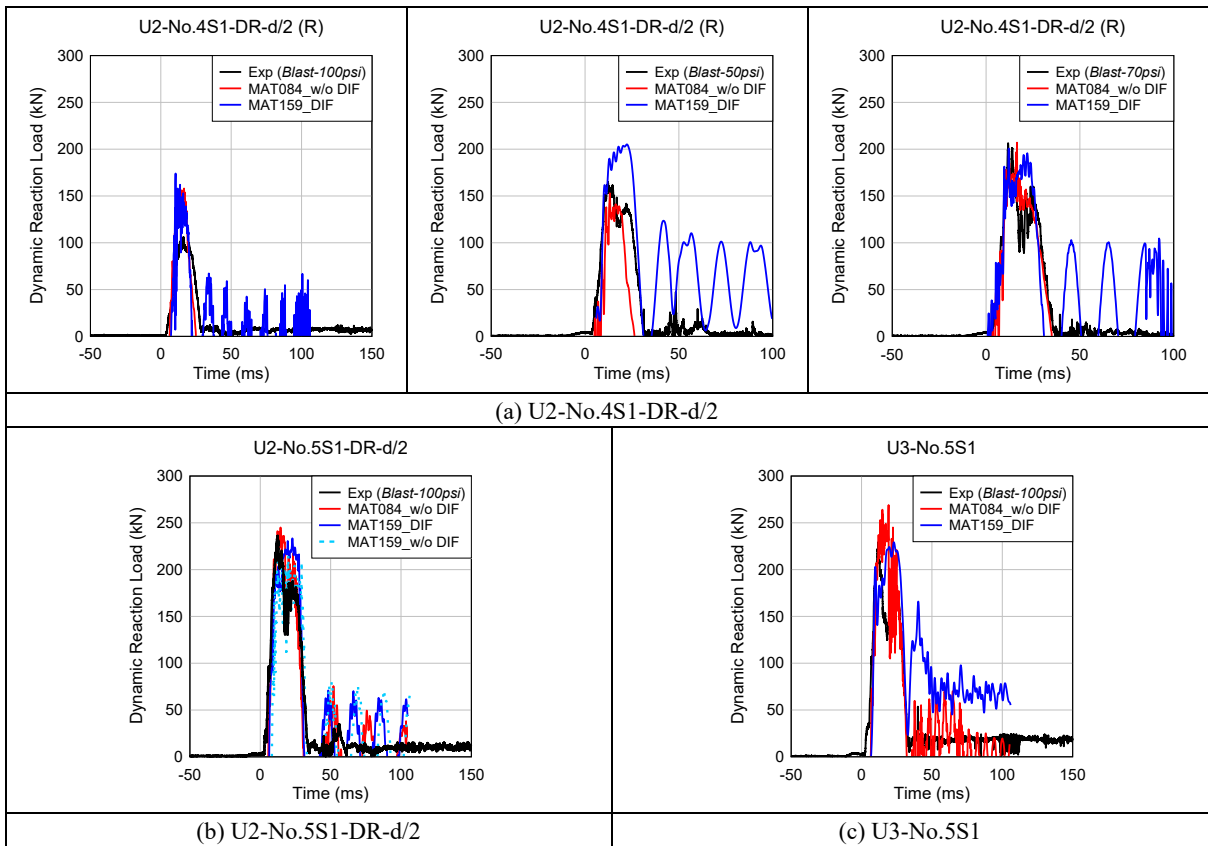 U2-No.4S1-DR-d/2 (R)
300
250
200
150
100
50
0
-50
0
50
100
150
Dynamic Reaction Load (kN)
Time (ms)
Exp (Blast-100psi)
MAT084_w/o DIF
MAT159_DIF
U2-No.4S1-DR-d/2 (R)
300
250
200
150
100
50
0
-50
0
50
100
Dynamic Reaction Load (kN)
Time (ms)
Exp (Blast-50psi)
MAT084_w/o DIF
MAT159_DIF
U2-No.4S1-DR-d/2 (R)
300
250
200
150
100
50
0
-50
0
50
100
Dynamic Reaction Load (kN)
Time (ms)
Exp (Blast-70psi)
MAT084_w/o DIF
MAT159_DIF
(a) U2-No.4S1-DR-d/2
U2-No.5S1-DR-d/2
300
250
200
150
100
50
0
-50
0
50
100
150
Dynamic Reaction Load (kN)
Time (ms)
Exp (Blast-100psi)
MAT084_w/o DIF
MAT159_DIF
MAT159_w/o DIF
U3-No.5S1
300
250
200
150
100
50
0
-50
0
50
100
150
Dynamic Reaction Load (kN)
Time (ms)
Exp (Blast-100psi)
MAT084_w/o DIF
MAT159_DIF
(b) U2-No.5S1-DR-d/2
(c) U3-No.5S1